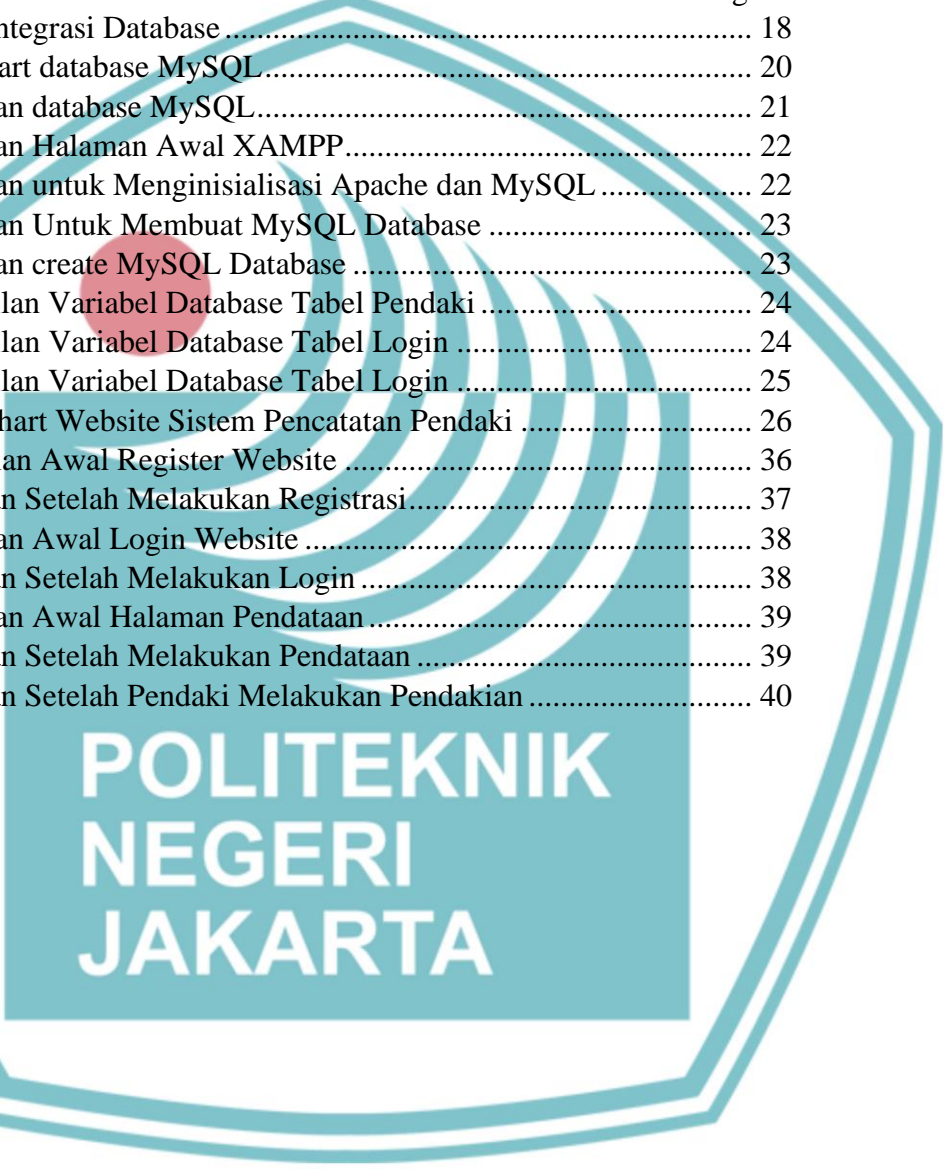 ntegrasi Database ........................................................................ 18
art database MySQL .................................................................. 20
an database MySQL ................................................................... 21
an Halaman Awal XAMPP ........................................................ 22
an untuk Menginisialisasi Apache dan MySQL ...................... 22
an Untuk Membuat MySQL Database ..................................... 23
an create MySQL Database ....................................................... 23
lan Variabel Database Tabel Pendaki ....................................... 24
lan Variabel Database Tabel Login .......................................... 24
lan Variabel Database Tabel Login .......................................... 25
hart Website Sistem Pencatatan Pendaki ................................. 26
lan Awal Register Website ......................................................... 36
n Setelah Melakukan Registrasi ................................................ 37
an Awal Login Website .............................................................. 38
n Setelah Melakukan Login ....................................................... 38
an Awal Halaman Pendataan ..................................................... 39
n Setelah Melakukan Pendataan ............................................... 39
n Setelah Pendaki Melakukan Pendakian ................................ 40
POLITEKNIK
NEGERI
JAKARTA